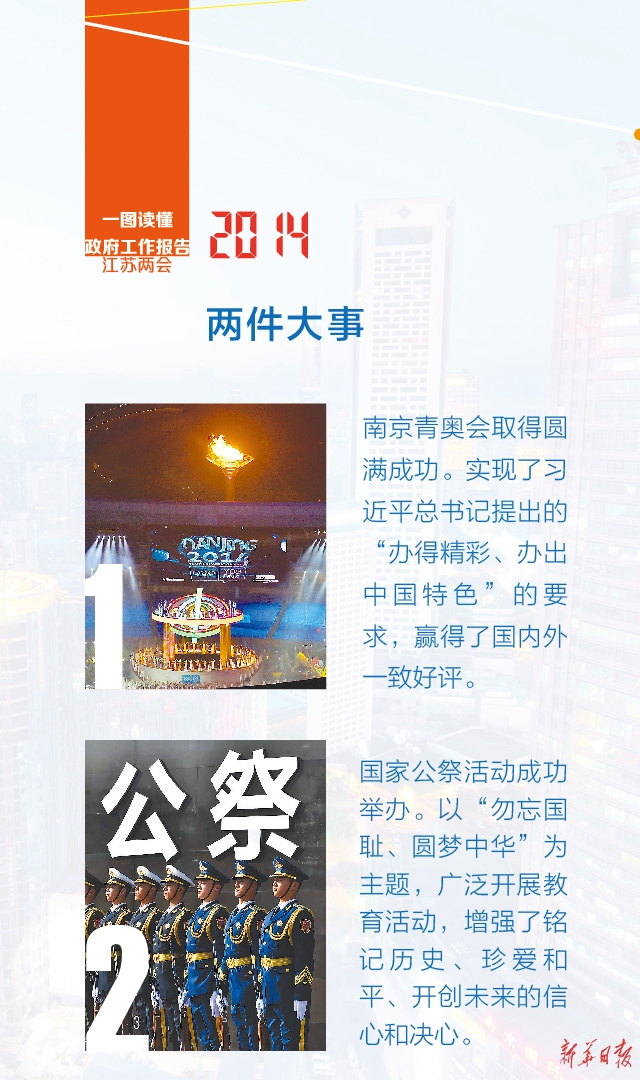 一图读懂
政府工作报告
江苏两会
2014
两件大事
NANJING
2014
1
南京青奥会取得圆
满成功。实现了习
近平总书记提出的
“办得精彩、办出
中国特色”的要
求，赢得了国内外
一致好评。
公祭
2
国家公祭活动成功
举办。以“勿忘国
耻、圆梦中华”为
主题，广泛开展教
育活动，增强了铭
记历史、珍爱和
平、开创未来的信
心和决心。
新华日报